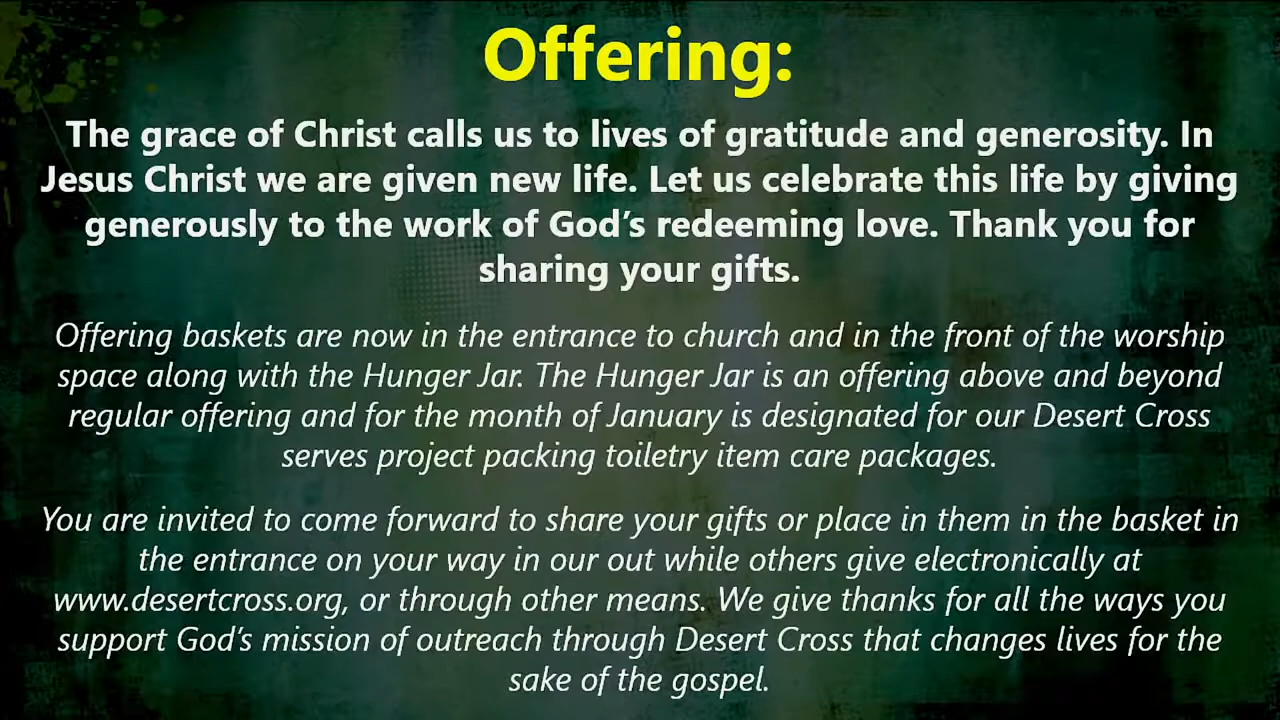 Offering:
The grace of Christ calls us to lives of gratitude and generosity. In
Jesus Christ we are given new life. Let us celebrate this life by giving
generously to the work of God’s redeeming love. Thank you for
sharing your gifts.
Offering baskets are now in the entrance to church and in the front of the worship
space along with the Hunger Jar. The Hunger Jar is an offering above and beyond
regular offering and for the month of January is designated for our Desert Cross
serves project packing toiletry item care packages.
You are invited to come forward to share your gifts or place in them in the basket in
the entrance on your way in our out while others give electronically at
www.desertcross.org, or through other means. We give thanks for all the ways you
support God’s mission of outreach through Desert Cross that changes lives for the
sake of the gospel.